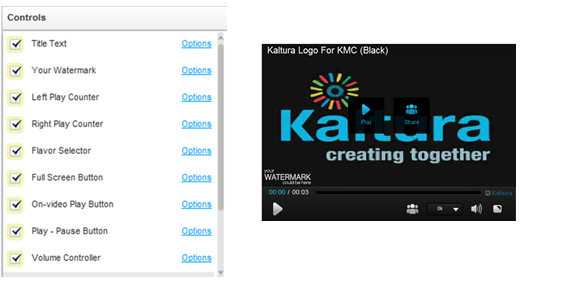 Controls
Title Text Options
Your Watermark Options
Left Play Counter Options
Right Play Counter Options
Flavor Selector Options
Full Screen Button Options
On-video Play Button Options
Play - Pause Button Options
Volume Controller Options
Kaltura Logo For KMC (Black)
Kaltura
Play Share
creating together
your
WATERMARK
could be here
00:00 / 00:03 Kaltura